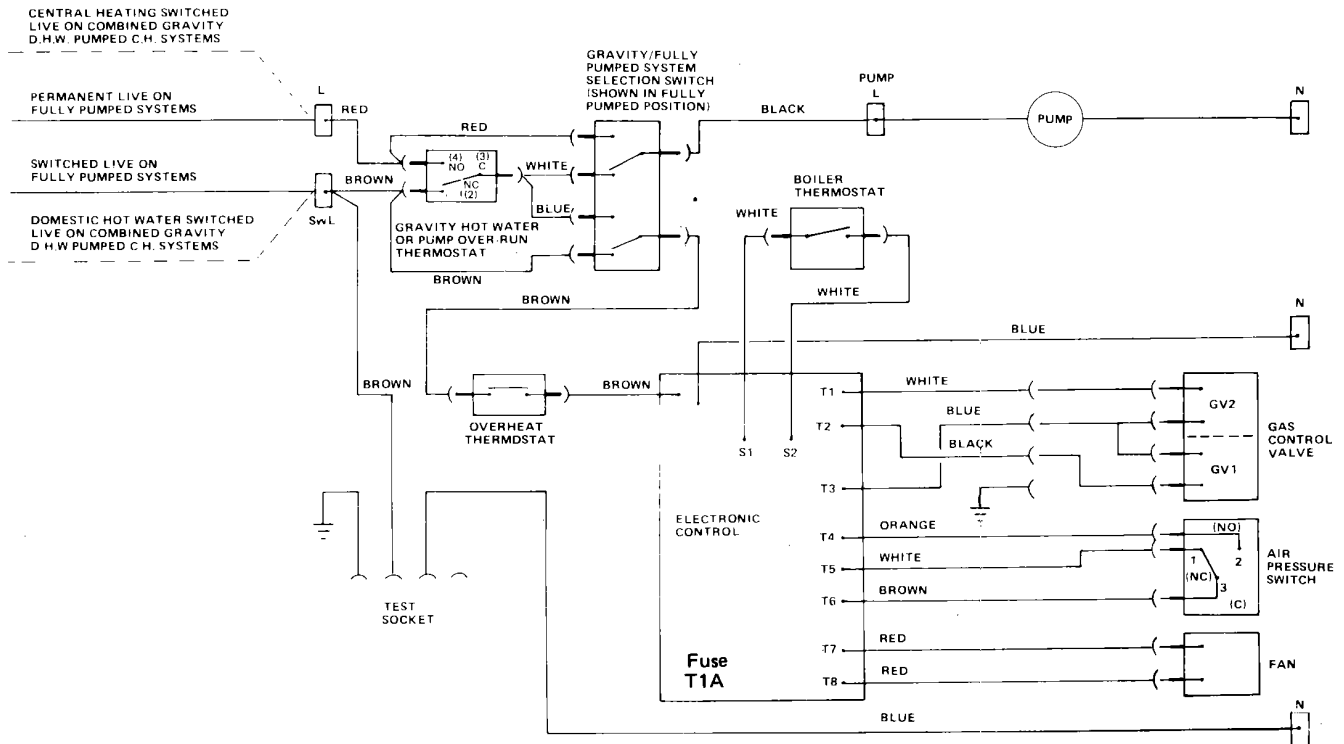 CENTRAL HEATING SWITCHED
LIVE ON COMBINED GRAVITY
D.H.W. PUMPED C.H. SYSTEMS
PERMANENT LIVE ON
FULLY PUMPED SYSTEMS
L
RED
SWITCHED LIVE ON
FULLY PUMPED SYSTEMS
BROWN
SwL
DOMESTIC HOT WATER SWITCHED
LIVE ON COMBINED GRAVITY
D H.W PUMPED C H. SYSTEMS
RED
(4) (3)
NO C
NC
(2)
WHITE
BLUE
GRAVITY HOT WATER
OR PUMP OVER-RUN
THERMOSTAT
BROWN
GRAVITY/FULLY
PUMPED SYSTEM
SELECTION SWITCH
(SHOWN IN FULLY
PUMPED POSITION)
BLACK
PUMP
L
PUMP
N
BOILER
THERMOSTAT
WHITE
WHITE
BROWN
BLUE
N
BROWN
OVERHEAT
THERMDSTAT
BROWN
S1
S2
ELECTRONIC
CONTROL
Fuse
T1A
T1
WHITE
T2
BLUE
BLACK
T3
T4
ORANGE
T5
WHITE
T6
BROWN
T7
RED
T8
RED
GV2
GV1
GAS
CONTROL
VALVE
(NO)
1
2
(NC)
3
(C)
AIR
PRESSURE
SWITCH
FAN
TEST
SOCKET
BLUE
N